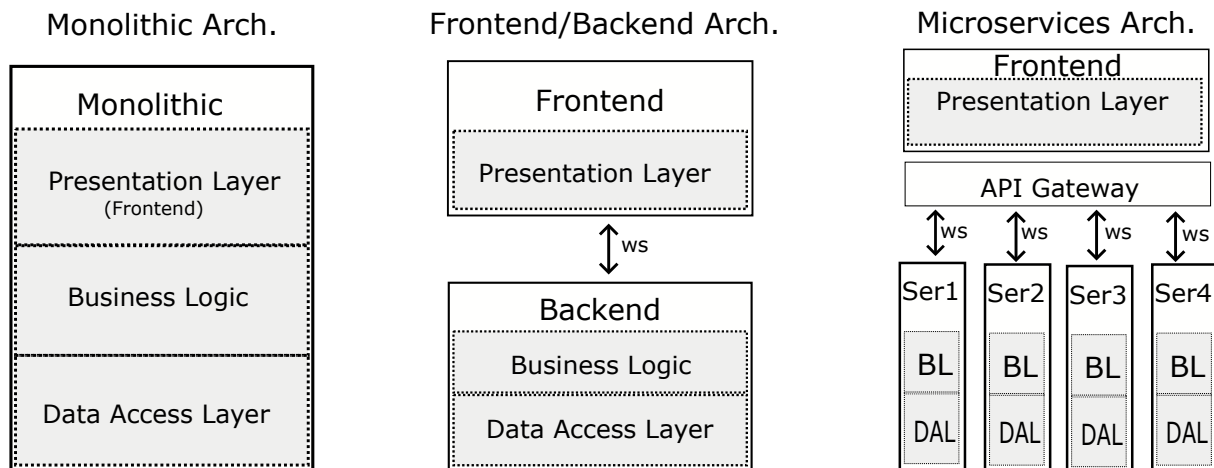 Monolithic Arch.
Monolithic
Presentation Layer
(Frontend)
Business Logic
Data Access Layer
Frontend/Backend Arch.
Frontend
Presentation Layer
ws
Backend
Business Logic
Data Access Layer
Microservices Arch.
Frontend
Presentation Layer
API Gateway
ws ws ws ws
Ser1 Ser2 Ser3 Ser4
BL BL BL BL
DAL DAL DAL DAL